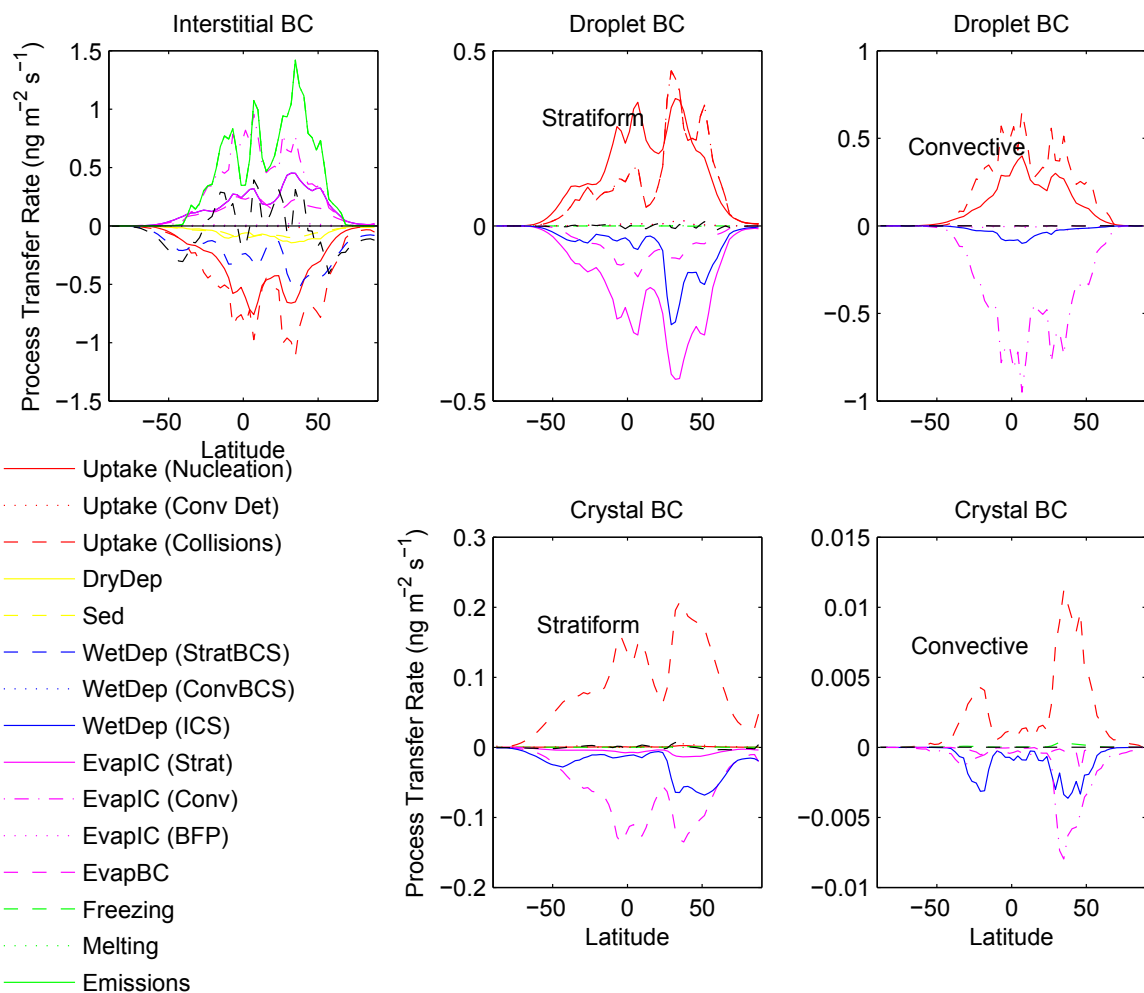 Interstitial BC
Droplet BC
Droplet BC
Process Transfer Rate (ng m−2 s−1)
1.5
1
0.5
0
−0.5
−1
−1.5
−50
0
50
Latitude
0.5
0
−0.5
Stratiform
−50
0
50
1
0.5
0
−0.5
−1
Convective
−50
0
50
Uptake (Nucleation)
Uptake (Conv Det)
Uptake (Collisions)
DryDep
Sed
WetDep (StratBCS)
WetDep (ConvBCS)
WetDep (ICS)
EvapIC (Strat)
EvapIC (Conv)
EvapIC (BFP)
EvapBC
Freezing
Melting
Emissions
Crystal BC
Crystal BC
Process Transfer Rate (ng m−2 s−1)
0.3
0.2
0.1
0
−0.1
−0.2
Stratiform
−50
0
50
Latitude
0.015
0.01
0.005
0
−0.005
−0.01
Convective
−50
0
50
Latitude